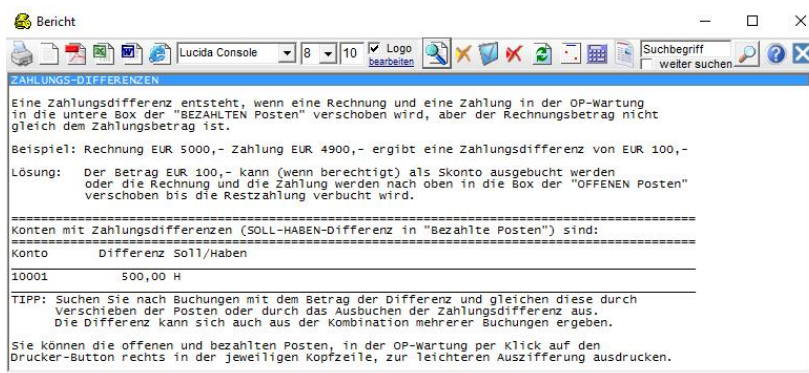 Bericht
Lucida Console 8 10 Logo bearbeiten Suchbegriff weiter suchen
ZAHLUNGS-DIFFERENZEN
Eine Zahlungsdifferenz entsteht, wenn eine Rechnung und eine Zahlung in der OP-Wartung
in die untere Box der "BEZAHLTEN Posten" verschoben wird, aber der Rechnungsbetrag nicht
gleich dem Zahlungsbetrag ist.
Beispiel: Rechnung EUR 5000,- Zahlung EUR 4900,- ergibt eine Zahlungsdifferenz von EUR 100,-
Lösung: Der Betrag EUR 100,- kann (wenn berechtigt) als Skonto ausgebucht werden
oder die Rechnung und die Zahlung werden nach oben in die Box der "OFFENEN Posten"
verschoben bis die Restzahlung verbucht wird.
Konten mit Zahlungsdifferenzen (SOLL-HABEN-Differenz in "Bezahlte Posten") sind:
Konto Differenz Soll/Haben
10001 500,00 H
TIPP: Suchen Sie nach Buchungen mit dem Betrag der Differenz und gleichen diese durch
Verschieben der Posten oder durch das Ausbuchen der Zahlungsdifferenz aus.
Die Differenz kann sich auch aus der Kombination mehrerer Buchungen ergeben.
Sie können die offenen und bezahlten Posten, in der OP-Wartung per Klick auf den
Drucker-Button rechts in der jeweiligen Kopfzeile, zur leichteren Auszifferung ausdrucken.